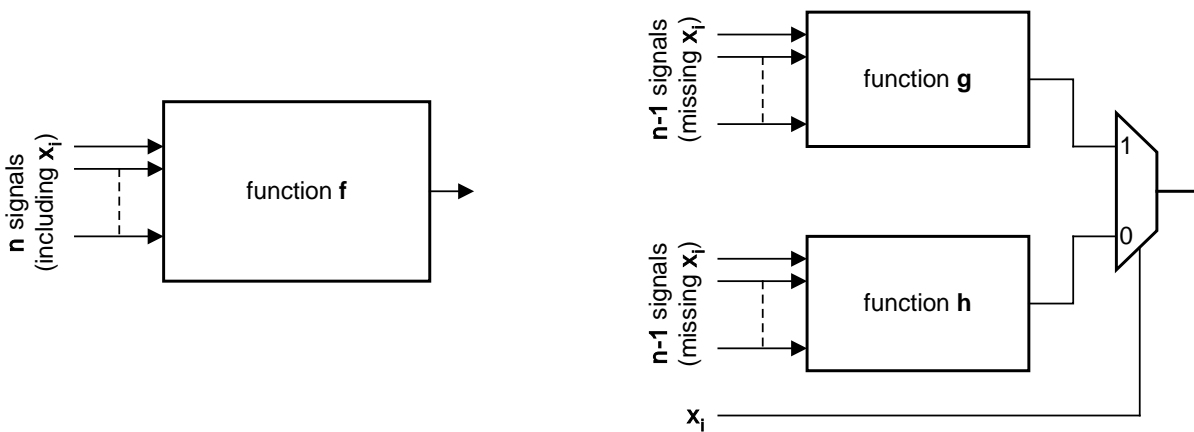 n signals
(including xi)
function f
n-1 signals
(missing xi)
function g
n-1 signals
(missing xi)
function h
1
0
xi